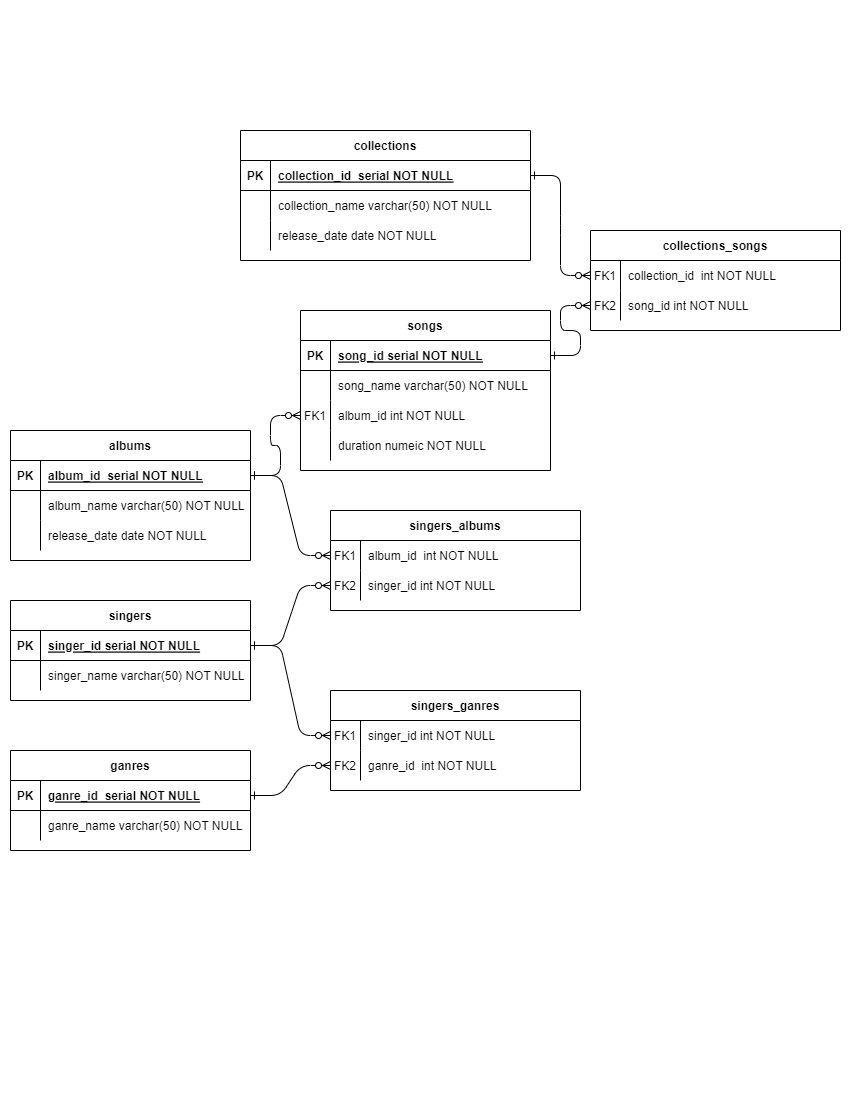 collections
PK collection_id  serial NOT NULL
collection_name varchar(50) NOT NULL
release_date date NOT NULL
collections_songs
FK1 collection_id  int NOT NULL
FK2 song_id int NOT NULL
songs
PK song_id serial NOT NULL
song_name varchar(50) NOT NULL
FK1 album_id int NOT NULL
duration numeic NOT NULL
albums
PK album_id  serial NOT NULL
album_name varchar(50) NOT NULL
release_date date NOT NULL
singers_albums
FK1 album_id  int NOT NULL
FK2 singer_id int NOT NULL
singers
PK singer_id serial NOT NULL
singer_name varchar(50) NOT NULL
singers_ganres
FK1 singer_id int NOT NULL
FK2 ganre_id  int NOT NULL
ganres
PK ganre_id  serial NOT NULL
ganre_name varchar(50) NOT NULL